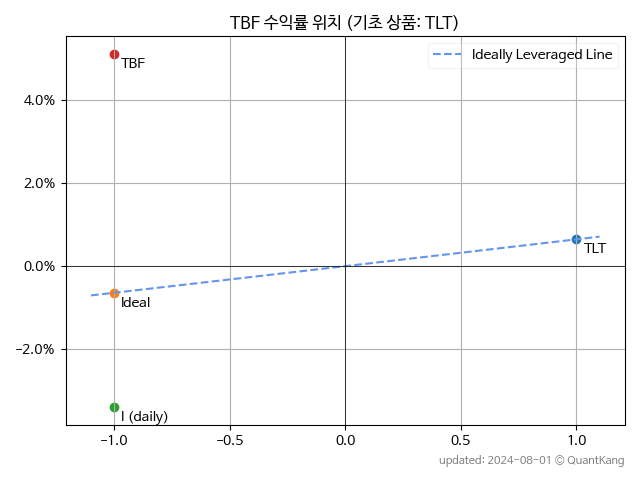 TBF 수익률 위치 (기초 상품: TLT)
Ideally Leveraged Line
TBF
4.0%
2.0%
0.0%
−2.0%
TLT
Ideal
I (daily)
−1.0
−0.5
0.0
0.5
1.0
updated: 2024-08-01 © QuantKang